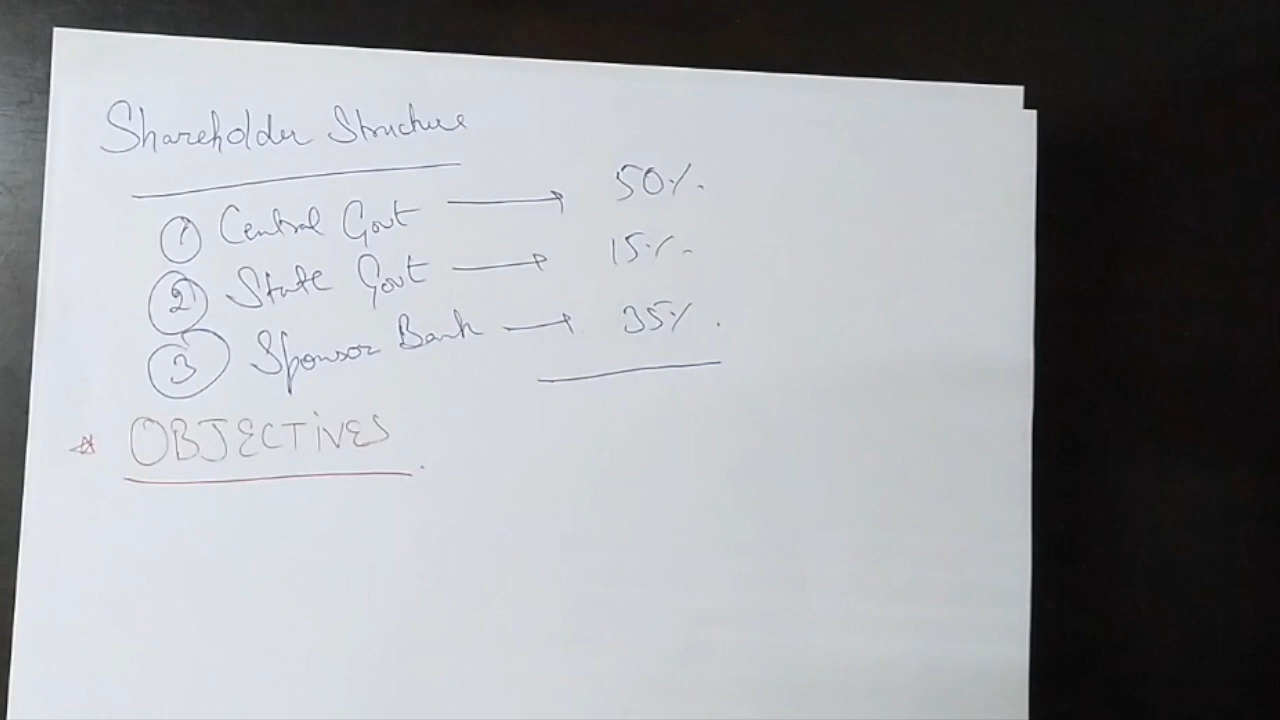 Shareholder Structure
① Central Govt → 50%.
② State Govt → 15%.
③ Sponsor Bank → 35%.
☆ OBJECTIVES.